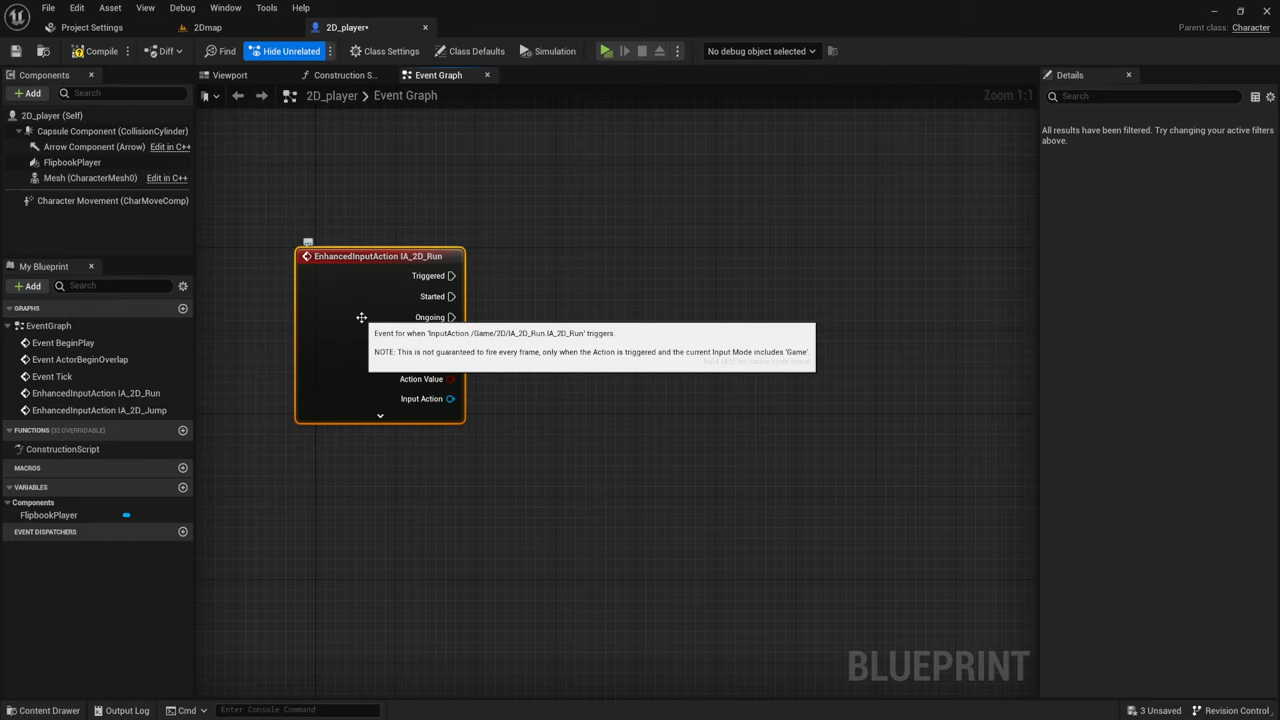 File Edit Asset View Debug Window Tools Help
Project Settings 2Dmap 2D_player•
Parent class: Character
Compile Diff Find Hide Unrelated Class Settings Class Defaults Simulation No debug object selected
Components Viewport Construction S... Event Graph Details
Add Search 2D_player > Event Graph Zoom 1:1 Search
2D_player (Self)
Capsule Component (CollisionCylinder)
Arrow Component (Arrow) Edit in C++
FlipbookPlayer
Mesh (CharacterMesh0) Edit in C++
Character Movement (CharMoveComp)
All results have been filtered. Try changing your active filters
above.
My Blueprint
Add Search
GRAPHS
EventGraph
Event BeginPlay
Event ActorBeginOverlap
Event Tick
EnhancedInputAction IA_2D_Run
EnhancedInputAction IA_2D_Jump
FUNCTIONS (32 OVERRIDABLE)
ConstructionScript
MACROS
VARIABLES
Components
FlipbookPlayer
EVENT DISPATCHERS
EnhancedInputAction IA_2D_Run
Triggered
Started
Ongoing
Event for when 'InputAction /Game/2D/IA_2D_Run.IA_2D_Run' triggers.
NOTE: This is not guaranteed to fire every frame, only when the Action is triggered and the current Input Mode includes 'Game'.
hold (Alt) for native node name
Action Value
Input Action
BLUEPRINT
Content Drawer Output Log Cmd Enter Console Command 3 Unsaved Revision Control